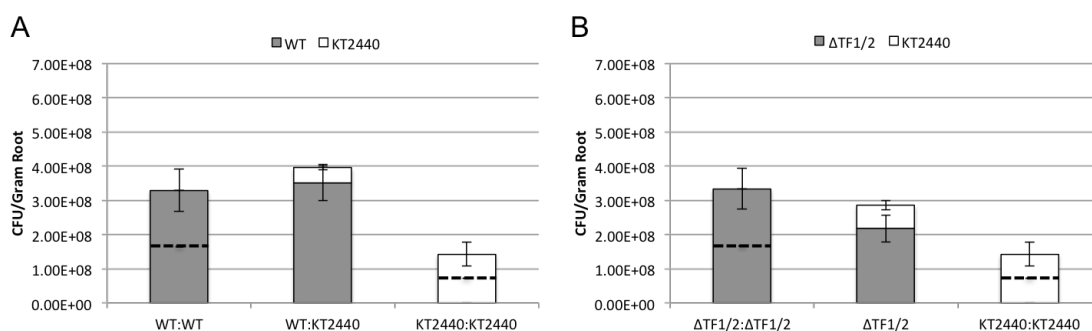 A
WT KT2440
7.00E+08
6.00E+08
5.00E+08
4.00E+08
3.00E+08
2.00E+08
1.00E+08
0.00E+00
CFU/Gram Root
WT:WT WT:KT2440 KT2440:KT2440
B
ΔTF1/2 KT2440
7.00E+08
6.00E+08
5.00E+08
4.00E+08
3.00E+08
2.00E+08
1.00E+08
0.00E+00
CFU/Gram Root
ΔTF1/2:ΔTF1/2 ΔTF1/2 KT2440:KT2440